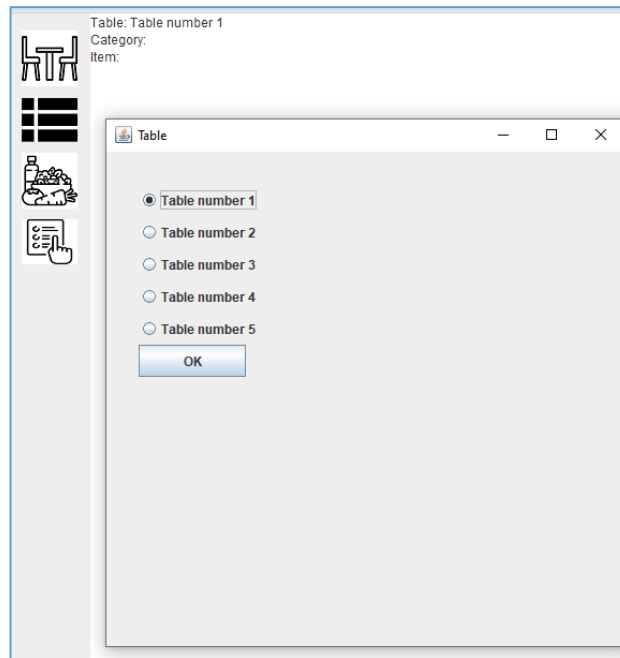 Table: Table number 1
Category:
Item:
Table
Table number 1
Table number 2
Table number 3
Table number 4
Table number 5
OK